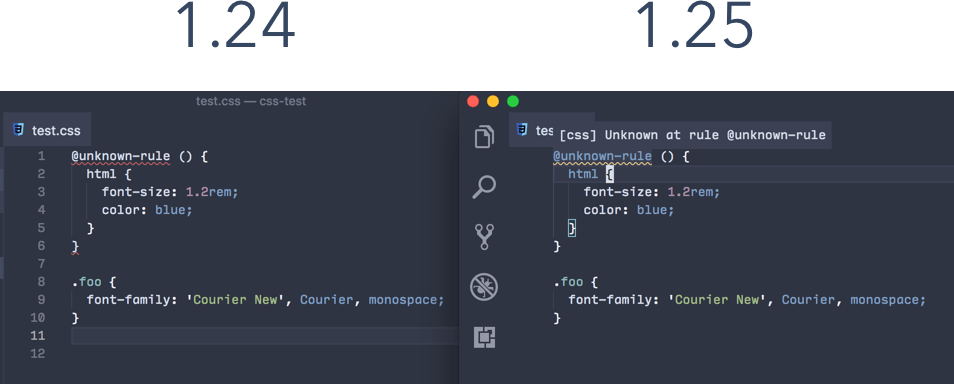 1.24
1.25
test.css — css-test
test.css
1 @unknown-rule () {
2 html {
3 font-size: 1.2rem;
4 color: blue;
5 }
6 }
7
8 .foo {
9 font-family: 'Courier New', Courier, monospace;
10 }
11
12
tes [css] Unknown at rule @unknown-rule
@unknown-rule () {
html {
font-size: 1.2rem;
color: blue;
}
}
.foo {
font-family: 'Courier New', Courier, monospace;
}